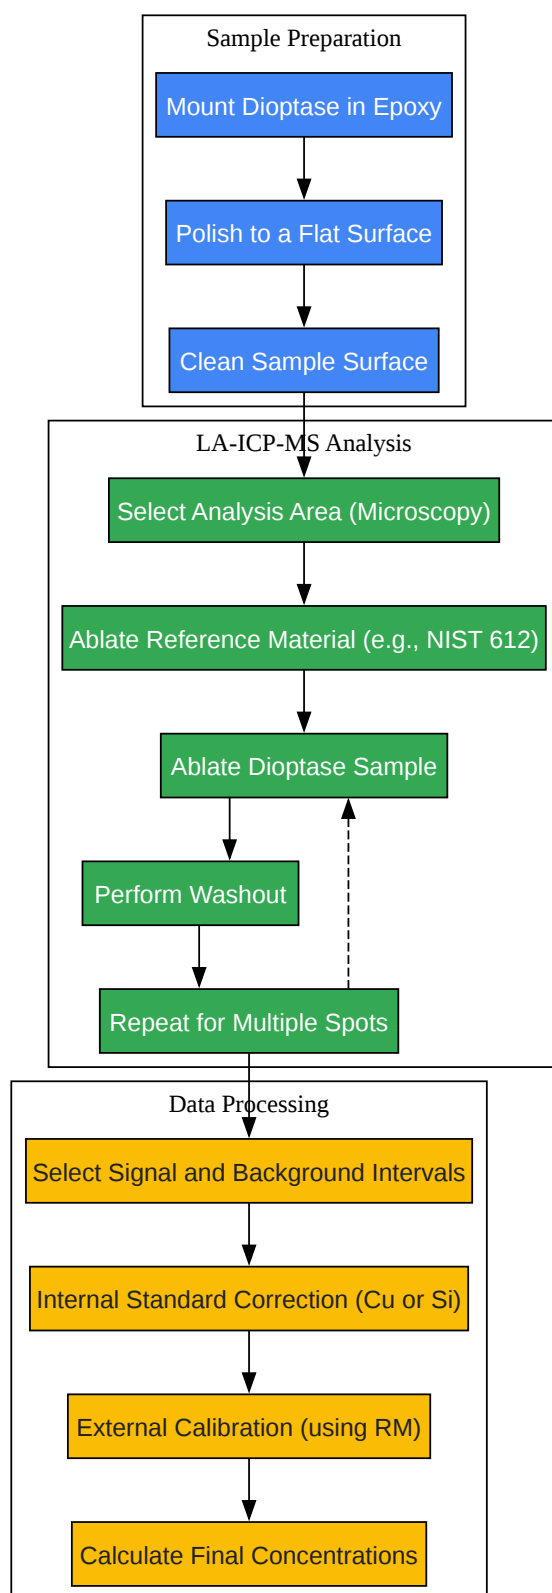 Sample Preparation
Mount Dioptase in Epoxy
Polish to a Flat Surface
Clean Sample Surface
LA-ICP-MS Analysis
Select Analysis Area (Microscopy)
Ablate Reference Material (e.g., NIST 612)
Ablate Dioptase Sample
Perform Washout
Repeat for Multiple Spots
Data Processing
Select Signal and Background Intervals
Internal Standard Correction (Cu or Si)
External Calibration (using RM)
Calculate Final Concentrations